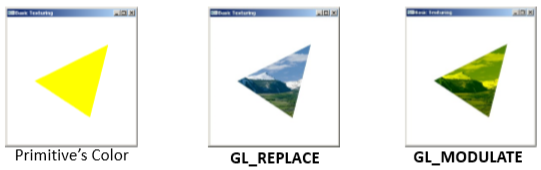 Basic Texturing
Basic Texturing
Basic Texturing
Primitive's Color
GL_REPLACE
GL_MODULATE